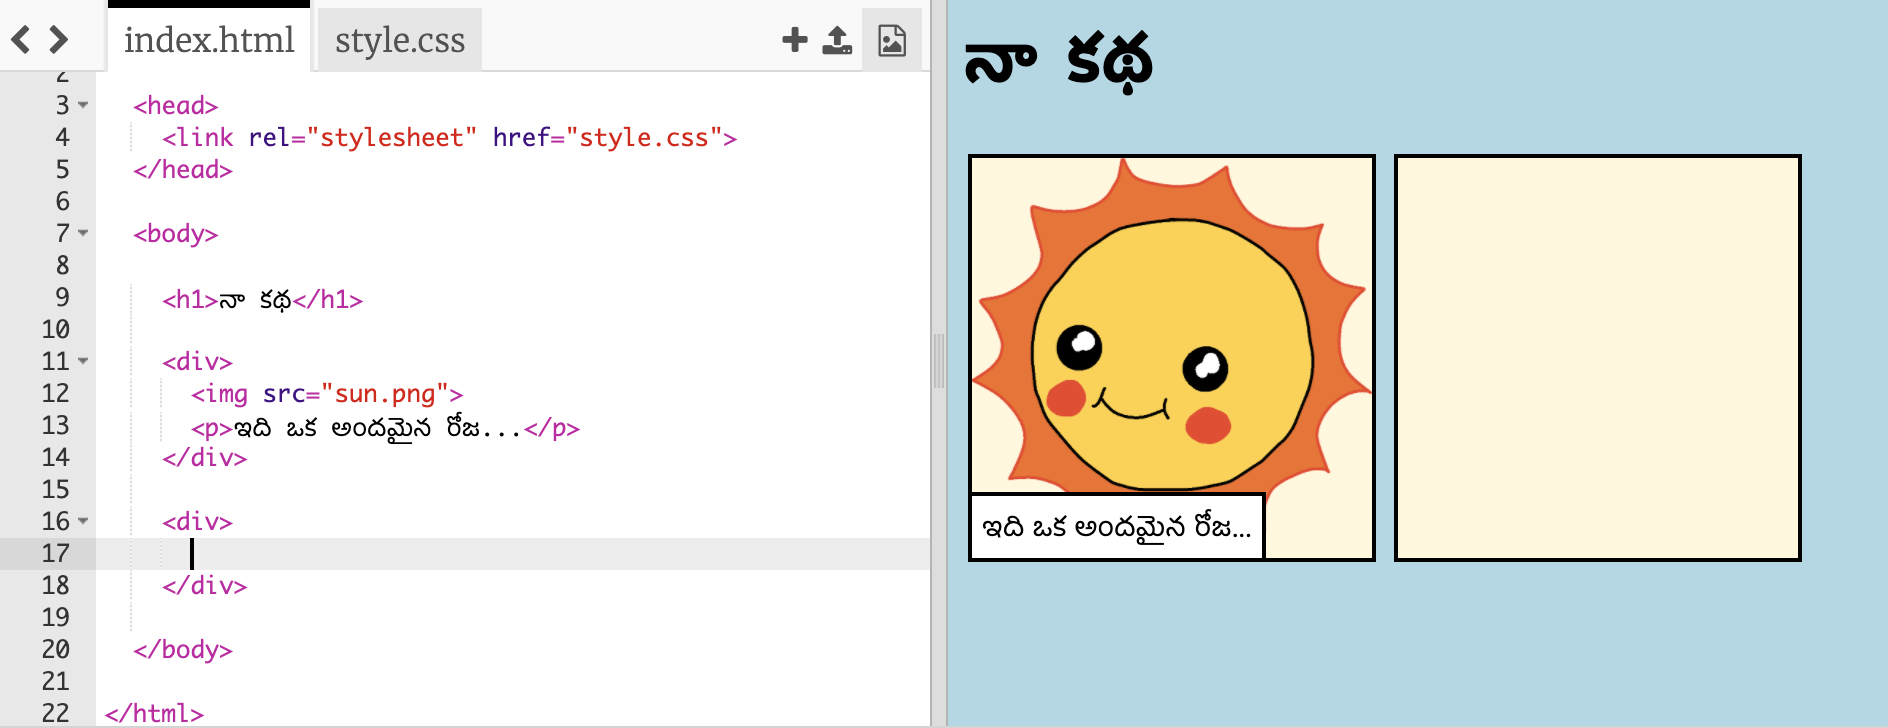 index.html style.css
2
3 <head>
4 <link rel="stylesheet" href="style.css">
5 </head>
6
7 <body>
8
9 <h1>నా కథ</h1>
10
11 <div>
12 <img src="sun.png">
13 <p>ఇది ఒక అందమైన రోజు...</p>
14 </div>
15
16 <div>
17
18 </div>
19
20 </body>
21
22 </html>
నా కథ
ఇది ఒక అందమైన రోజ...